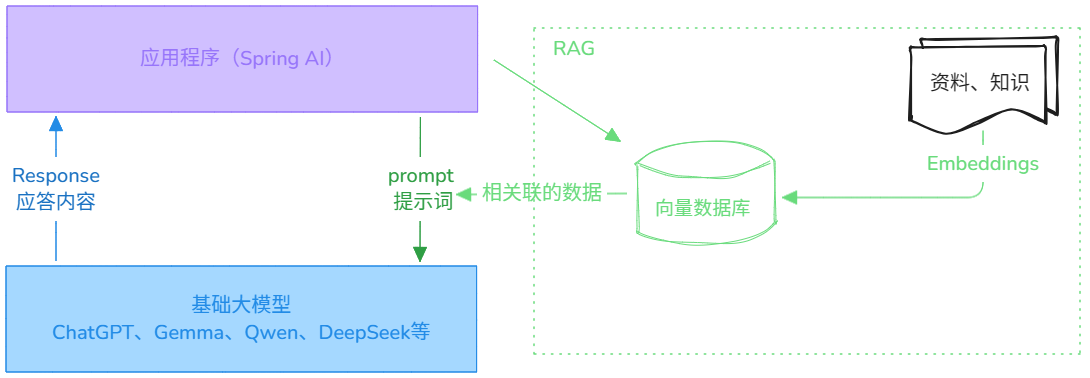 应用程序（Spring AI）
RAG
资料、知识
Embeddings
Response
应答内容
prompt
提示词
相关联的数据
向量数据库
基础大模型
ChatGPT、Gemma、Qwen、DeepSeek等